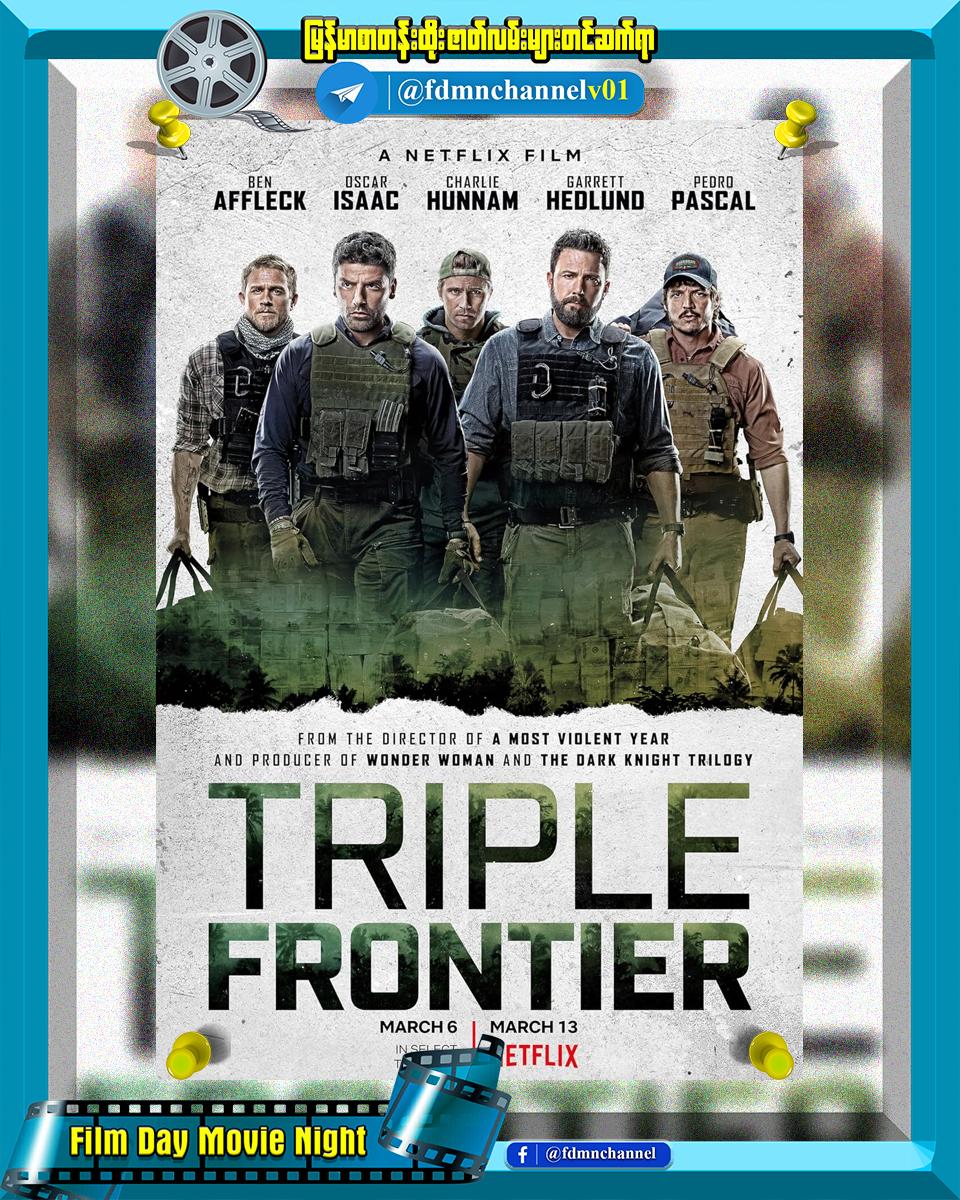 မြန်မာစာတန်းထိုးဇာတ်လမ်းများတင်ဆက်ရာ
@fdmnchannelv01
A NETFLIX FILM
BEN AFFLECK OSCAR ISAAC CHARLIE HUNNAM GARRETT HEDLUND PEDRO PASCAL
FROM THE DIRECTOR OF A MOST VIOLENT YEAR
AND PRODUCER OF WONDER WOMAN AND THE DARK KNIGHT TRILOGY
TRIPLE
FRONTIER
MARCH 6 MARCH 13
IN SELECT
NETFLIX
Film Day Movie Night
@fdmnchannel